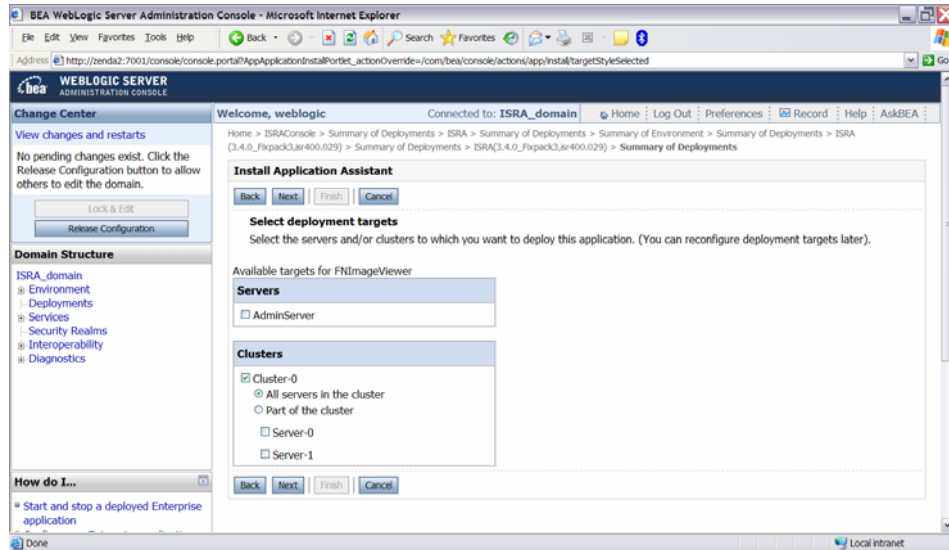 BEA WebLogic Server Administration Console - Microsoft Internet Explorer
File Edit View Favorites Tools Help
Back Search Favorites
Address http://zenda2:7001/console/console.portal?AppApplicationInstallPortlet_actionOverride=/com/bea/console/actions/app/install/targetStyleSelected Go
bea WEBLOGIC SERVER
ADMINISTRATION CONSOLE
Change Center
View changes and restarts
No pending changes exist. Click the
Release Configuration button to allow
others to edit the domain.
Lock & Edit
Release Configuration
Domain Structure
ISRA_domain
Environment
Deployments
Services
Security Realms
Interoperability
Diagnostics
How do I...
Start and stop a deployed Enterprise
application
Welcome, weblogic Connected to: ISRA_domain Home Log Out Preferences Record Help AskBEA
Home > ISRAConsole > Summary of Deployments > ISRA > Summary of Deployments > Summary of Environment > Summary of Deployments > ISRA
(3.4.0_Fixpack3,isr400.029) > Summary of Deployments > ISRA(3.4.0_Fixpack3,isr400.029) > Summary of Deployments
Install Application Assistant
Back Next Finish Cancel
Select deployment targets
Select the servers and/or clusters to which you want to deploy this application. (You can reconfigure deployment targets later).
Available targets for FNImageViewer
Servers
AdminServer
Clusters
Cluster-0
All servers in the cluster
Part of the cluster
Server-0
Server-1
Back Next Finish Cancel
Done Local intranet